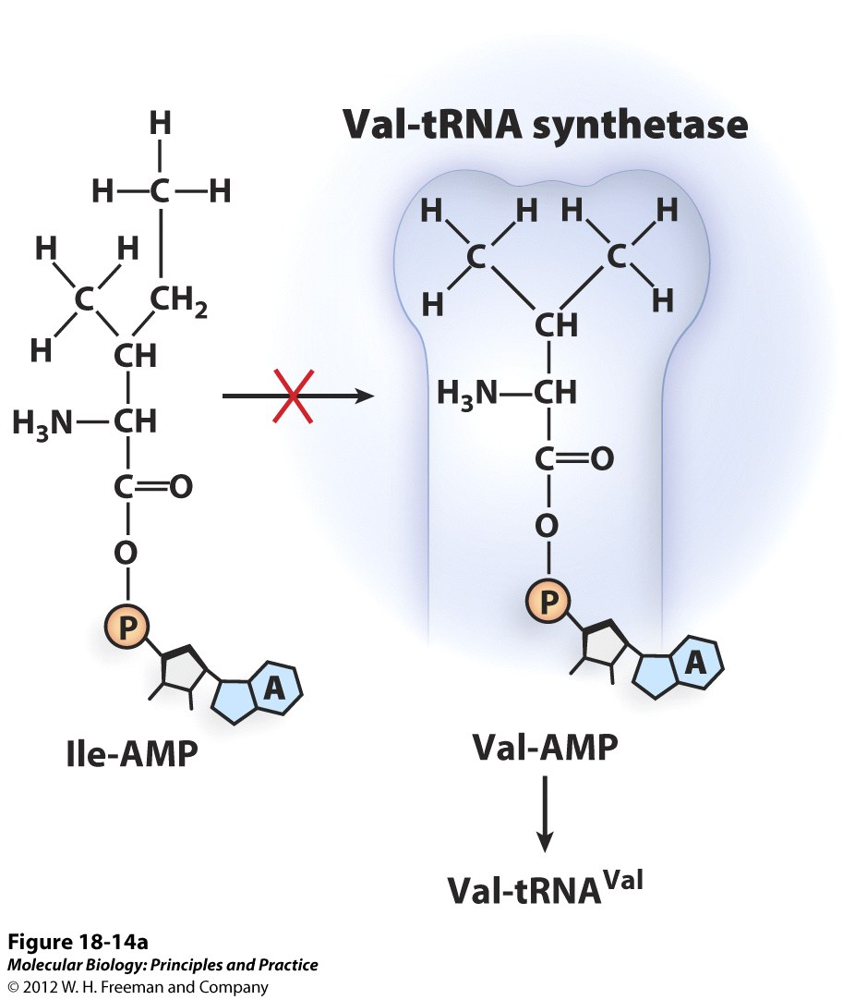 Val-tRNA synthetase
H
H—C—H
H H
C CH₂
H
CH
H₃N—CH
C=O
O
P
A
Ile-AMP
H H H H
C C
H H
CH
H₃N—CH
C=O
O
P
A
Val-AMP
Val-tRNAⱽᵃˡ
Figure 18-14a
Molecular Biology: Principles and Practice
© 2012 W. H. Freeman and Company